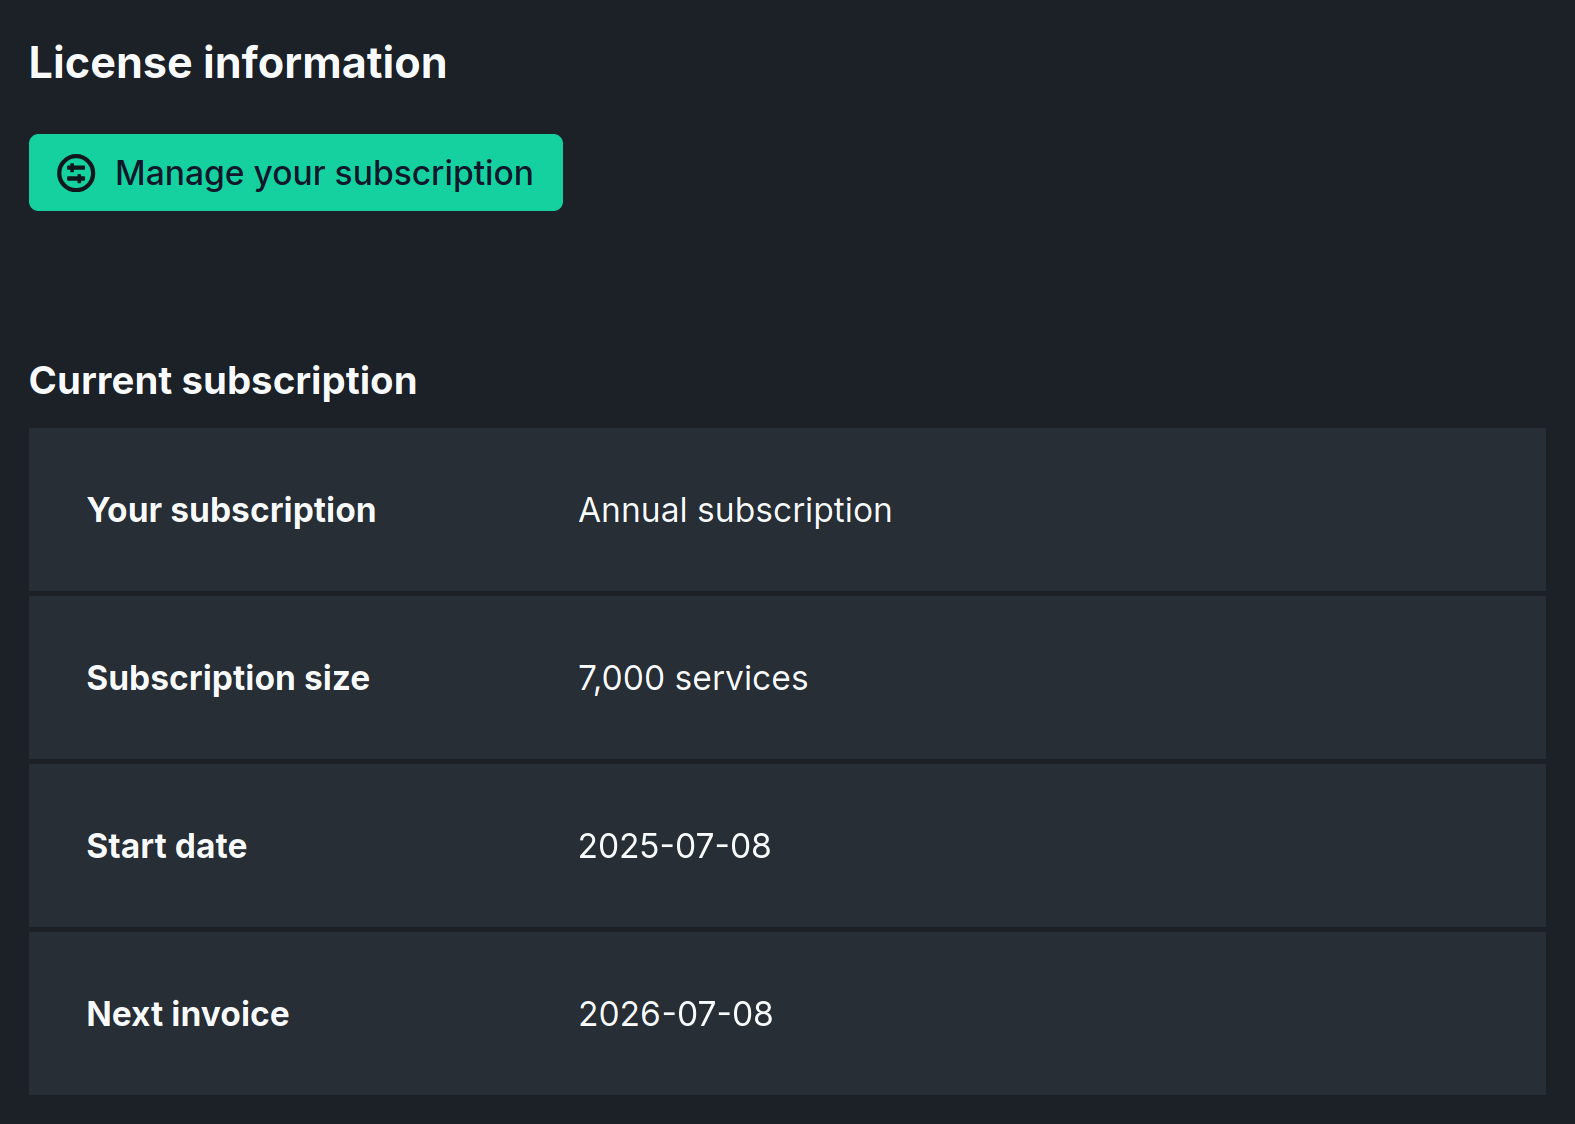 License information
Manage your subscription
Current subscription
Your subscription Annual subscription
Subscription size 7,000 services
Start date 2025-07-08
Next invoice 2026-07-08